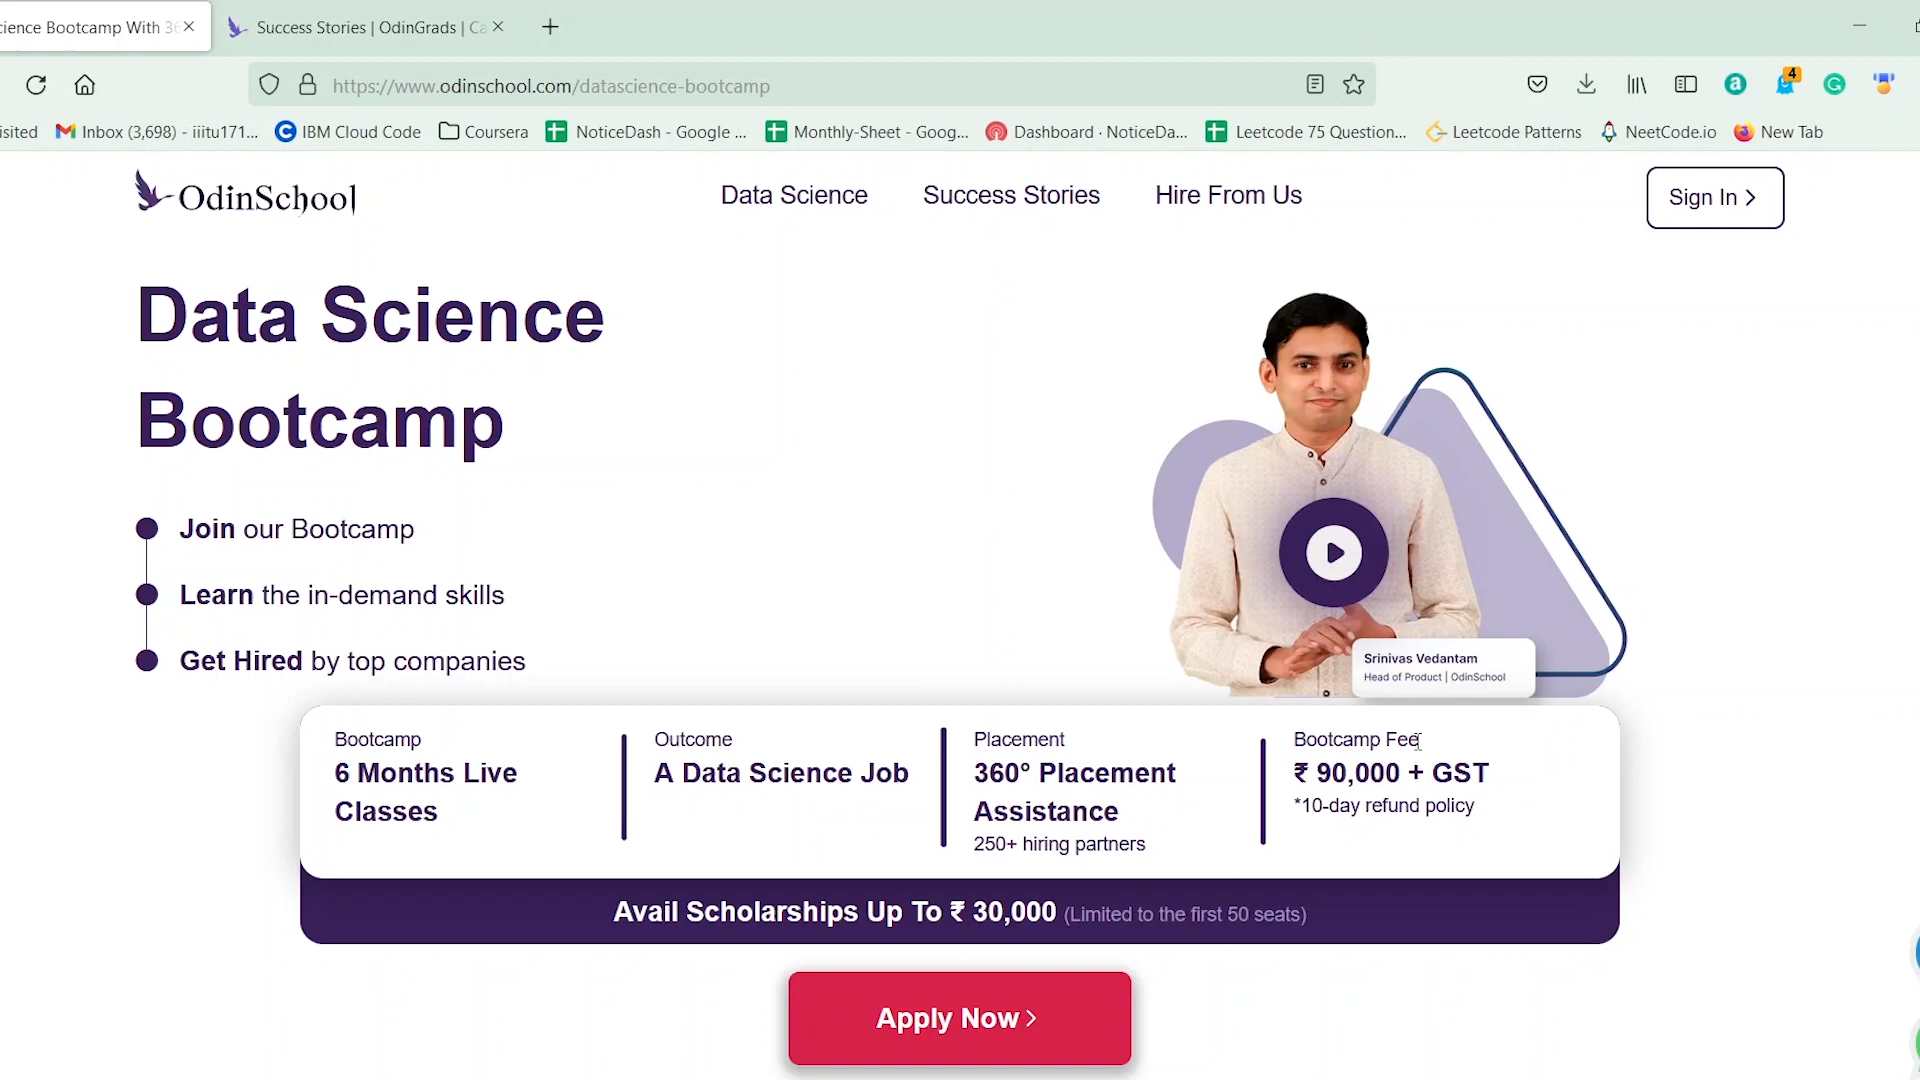 cience Bootcamp With 36
Success Stories | OdinGrads | Ca
https://www.odinschool.com/datascience-bootcamp
4
isited
Inbox (3,698) - iiitu171...
IBM Cloud Code
Coursera
NoticeDash - Google ...
Monthly-Sheet - Goog...
Dashboard · NoticeDa...
Leetcode 75 Question...
Leetcode Patterns
NeetCode.io
New Tab
OdinSchool
Data Science
Success Stories
Hire From Us
Sign In >
Data Science
Bootcamp
Join our Bootcamp
Learn the in-demand skills
Get Hired by top companies
Srinivas Vedantam
Head of Product | OdinSchool
Bootcamp
6 Months Live
Classes
Outcome
A Data Science Job
Placement
360° Placement
Assistance
250+ hiring partners
Bootcamp Fee
₹ 90,000 + GST
*10-day refund policy
Avail Scholarships Up To ₹ 30,000 (Limited to the first 50 seats)
Apply Now >